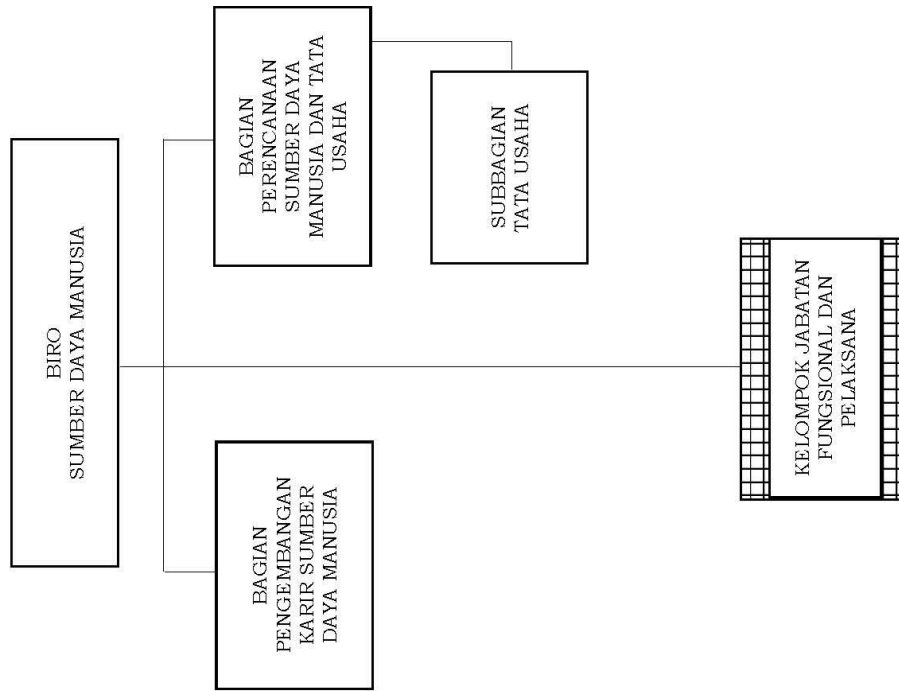 BIRO
SUMBER DAYA MANUSIA
BAGIAN
PENGEMBANGAN
KARIR SUMBER
DAYA MANUSIA
BAGIAN
PERENCANAAN
SUMBER DAYA
MANUSIA DAN TATA
USAHA
SUBBAGIAN
TATA USAHA
KELOMPOK JABATAN
FUNGSIONAL DAN
PELAKSANA